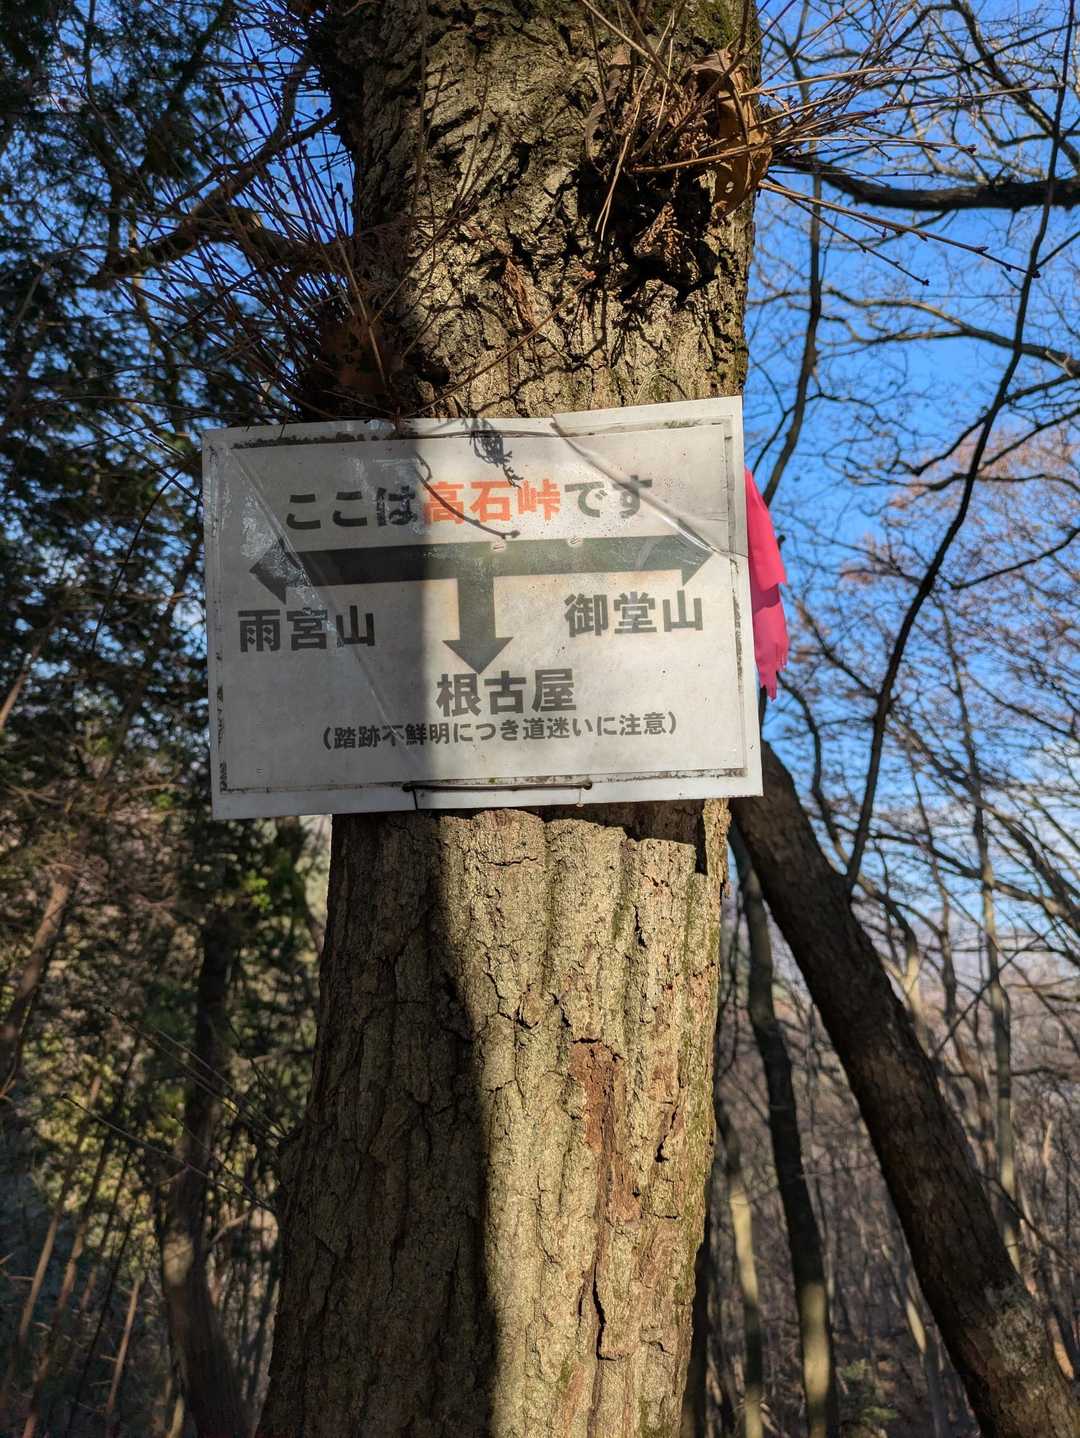 ここは高石峠です
雨宮山
御堂山
根古屋
(踏跡不鮮明につき道迷いに注意)